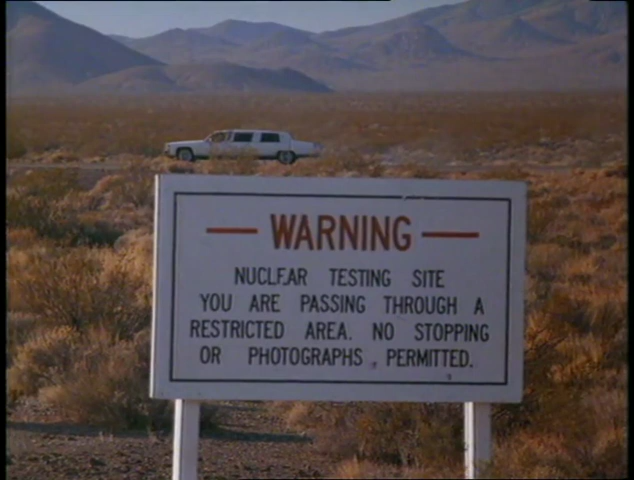 WARNING
NUCLEAR TESTING SITE
YOU ARE PASSING THROUGH A
RESTRICTED AREA. NO STOPPING
OR PHOTOGRAPHS PERMITTED.